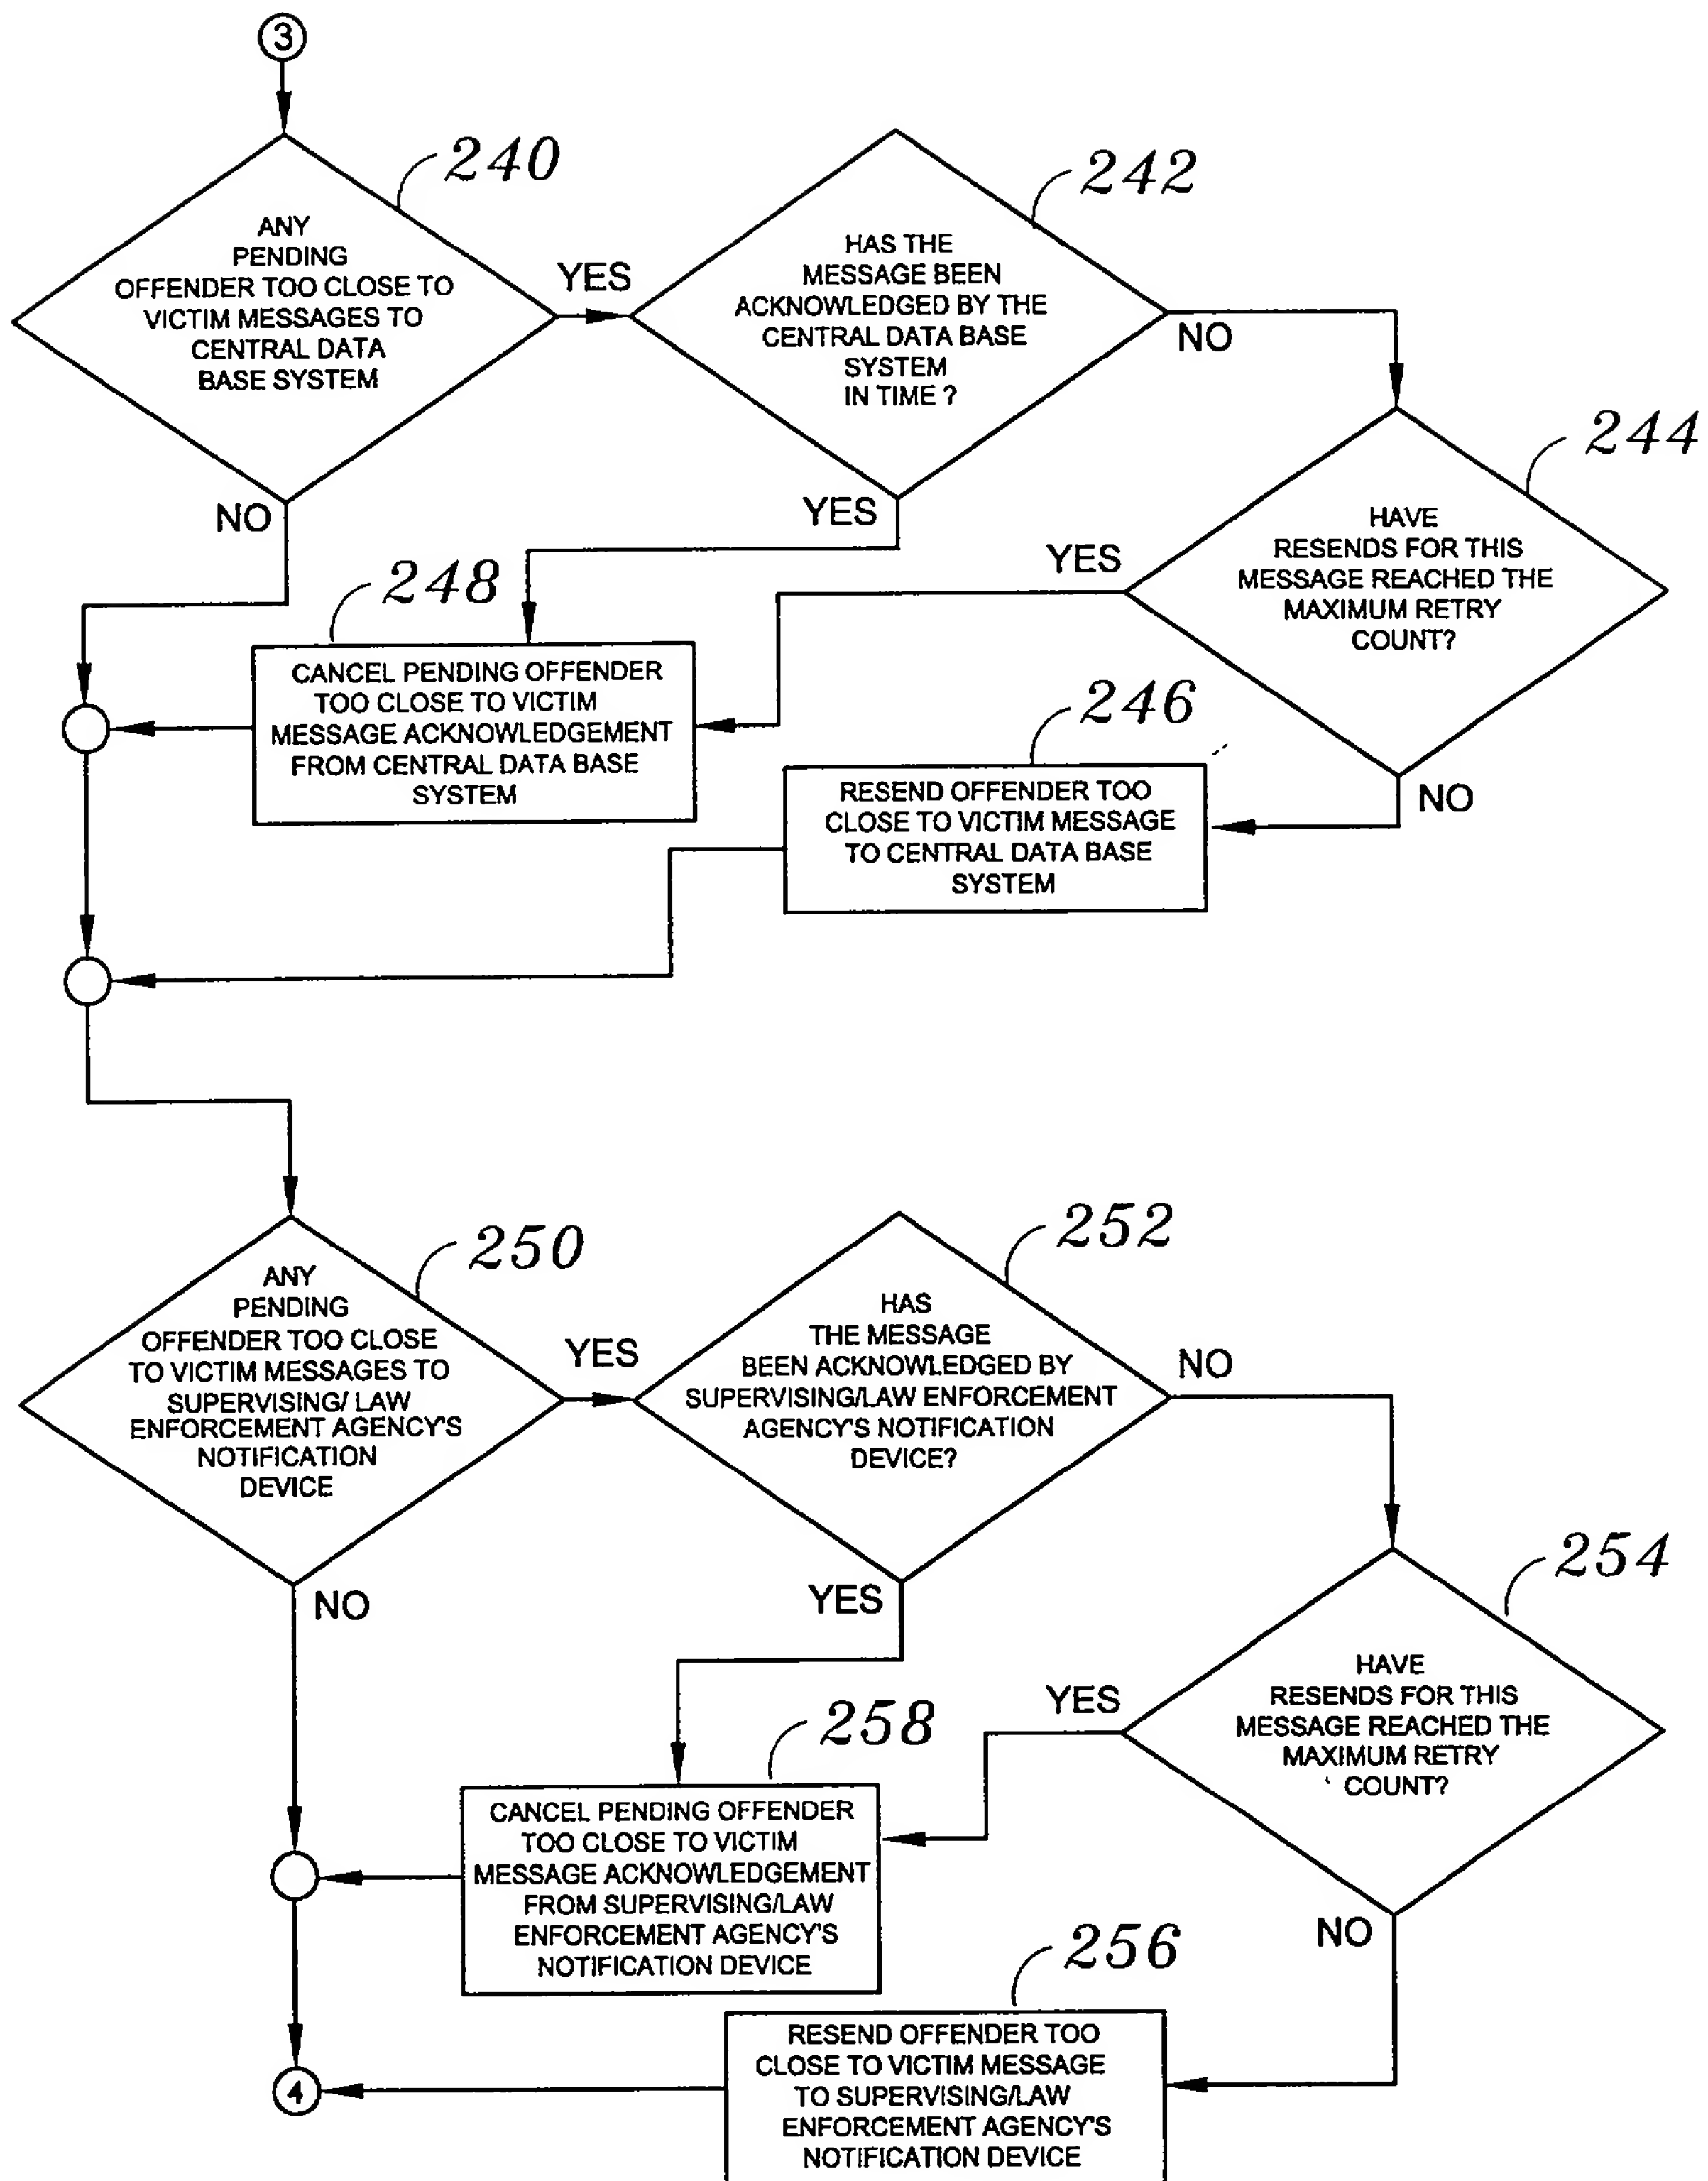 3
240
ANY
PENDING
OFFENDER TOO CLOSE TO
VICTIM MESSAGES TO
CENTRAL DATA
BASE SYSTEM
YES
NO
242
HAS THE
MESSAGE BEEN
ACKNOWLEDGED BY THE
CENTRAL DATA BASE
SYSTEM
IN TIME ?
NO
YES
244
HAVE
RESENDS FOR THIS
MESSAGE REACHED THE
MAXIMUM RETRY
COUNT?
YES
NO
248
CANCEL PENDING OFFENDER
TOO CLOSE TO VICTIM
MESSAGE ACKNOWLEDGEMENT
FROM CENTRAL DATA BASE
SYSTEM
246
RESEND OFFENDER TOO
CLOSE TO VICTIM MESSAGE
TO CENTRAL DATA BASE
SYSTEM
250
ANY
PENDING
OFFENDER TOO CLOSE
TO VICTIM MESSAGES TO
SUPERVISING/ LAW
ENFORCEMENT AGENCY'S
NOTIFICATION
DEVICE
YES
NO
252
HAS
THE MESSAGE
BEEN ACKNOWLEDGED BY
SUPERVISING/LAW ENFORCEMENT
AGENCY'S NOTIFICATION
DEVICE?
NO
YES
254
HAVE
RESENDS FOR THIS
MESSAGE REACHED THE
MAXIMUM RETRY
COUNT?
YES
NO
258
CANCEL PENDING OFFENDER
TOO CLOSE TO VICTIM
MESSAGE ACKNOWLEDGEMENT
FROM SUPERVISING/LAW
ENFORCEMENT AGENCY'S
NOTIFICATION DEVICE
256
RESEND OFFENDER TOO
CLOSE TO VICTIM MESSAGE
TO SUPERVISING/LAW
ENFORCEMENT AGENCY'S
NOTIFICATION DEVICE
4